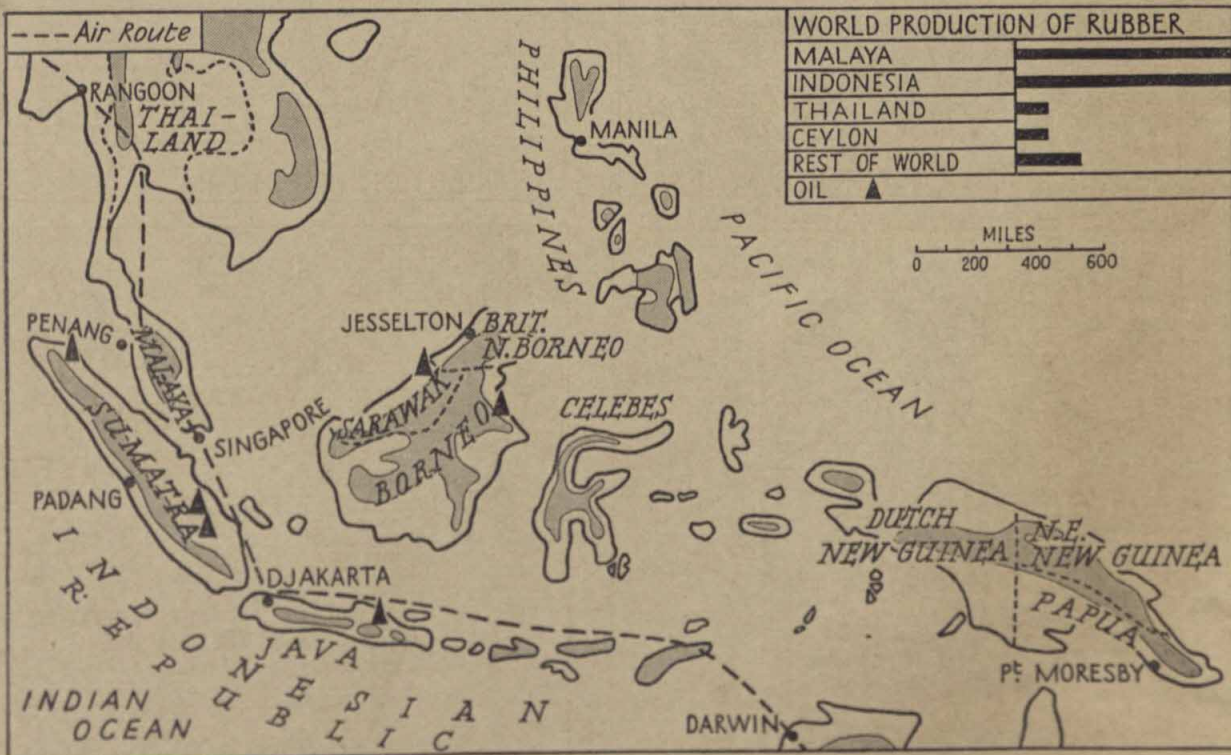 Air Route
WORLD PRODUCTION OF RUBBER
MALAYA
INDONESIA
THAILAND
CEYLON
REST OF WORLD
OIL
MILES
0 200 400 600
RANGOON
THAI-
LAND
PHILIPPINES
MANILA
PACIFIC OCEAN
PENANG
MALAYA
JESSELTON
BRIT.
N. BORNEO
SARAWAK
BORNEO
CELEBES
SINGAPORE
SUMATRA
PADANG
DUTCH
NEW GUINEA
N.E.
NEW GUINEA
PAPUA
Pt. MORESBY
DJAKARTA
JAVA
INDONESIAN
REPUBLIC
INDIAN
OCEAN
DARWIN